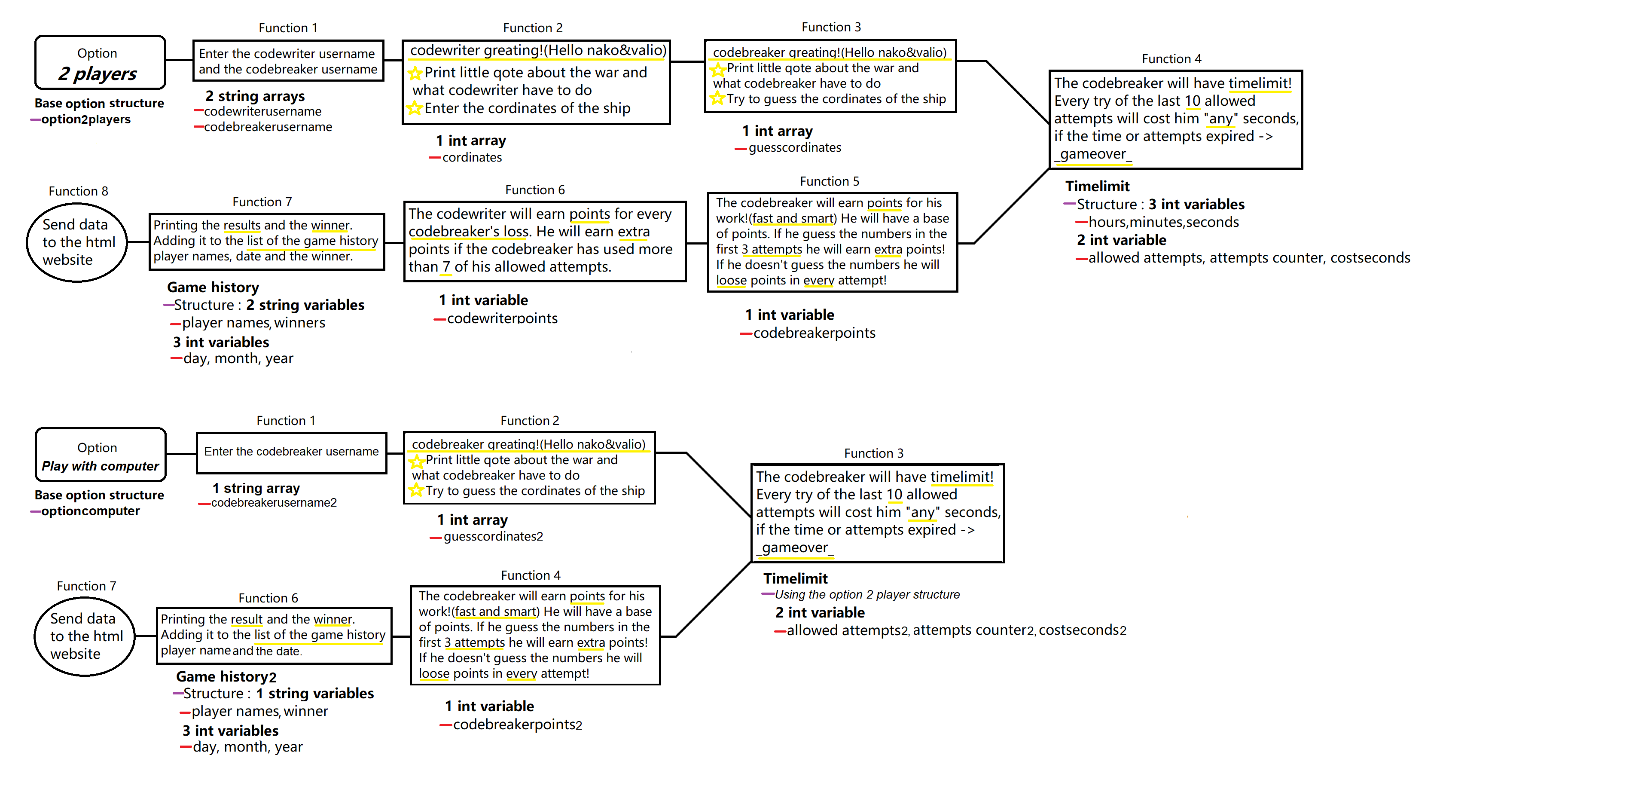 Option
2 players
Base option structure
option2players
Function 1
Enter the codewriter username
and the codebreaker username
2 string arrays
codewriterusername
codebreakerusername
Function 2
codewriter greating!(Hello nako&valio)
Print little qote about the war and
what codewriter have to do
Enter the cordinates of the ship
1 int array
cordinates
Function 3
codebreaker greating!(Hello nako&valio)
Print little qote about the war and
what codebreaker have to do
Try to guess the cordinates of the ship
1 int array
guesscordinates
Function 4
The codebreaker will have timelimit!
Every try of the last 10 allowed
attempts will cost him "any" seconds,
if the time or attempts expired ->
_gameover_
Timelimit
Structure : 3 int variables
hours,minutes,seconds
2 int variable
allowed attempts, attempts counter, costseconds
Function 5
The codebreaker will earn points for his
work!(fast and smart) He will have a base
of points. If he guess the numbers in the
first 3 attempts he will earn extra points!
If he doesn't guess the numbers he will
loose points in every attempt!
1 int variable
codebreakerpoints
Function 6
The codewriter will earn points for every
codebreaker's loss. He will earn extra
points if the codebreaker has used more
than 7 of his allowed attempts.
1 int variable
codewriterpoints
Function 7
Printing the results and the winner.
Adding it to the list of the game history
player names, date and the winner.
Game history
Structure : 2 string variables
player names, winners
3 int variables
day, month, year
Function 8
Send data
to the html
website
Option
Play with computer
Base option structure
optioncomputer
Function 1
Enter the codebreaker username
1 string array
codebreakerusername2
Function 2
codebreaker greating!(Hello nako&valio)
Print little qote about the war and
what codebreaker have to do
Try to guess the cordinates of the ship
1 int array
guesscordinates2
Function 3
The codebreaker will have timelimit!
Every try of the last 10 allowed
attempts will cost him "any" seconds,
if the time or attempts expired ->
_gameover_
Timelimit
Using the option 2 player structure
2 int variable
allowed attempts2, attempts counter2, costseconds2
Function 4
The codebreaker will earn points for his
work!(fast and smart) He will have a base
of points. If he guess the numbers in the
first 3 attempts he will earn extra points!
If he doesn't guess the numbers he will
loose points in every attempt!
1 int variable
codebreakerpoints2
Function 6
Printing the result and the winner.
Adding it to the list of the game history
player name and the date.
Game history2
Structure : 1 string variables
player names, winner
3 int variables
day, month, year
Function 7
Send data
to the html
website